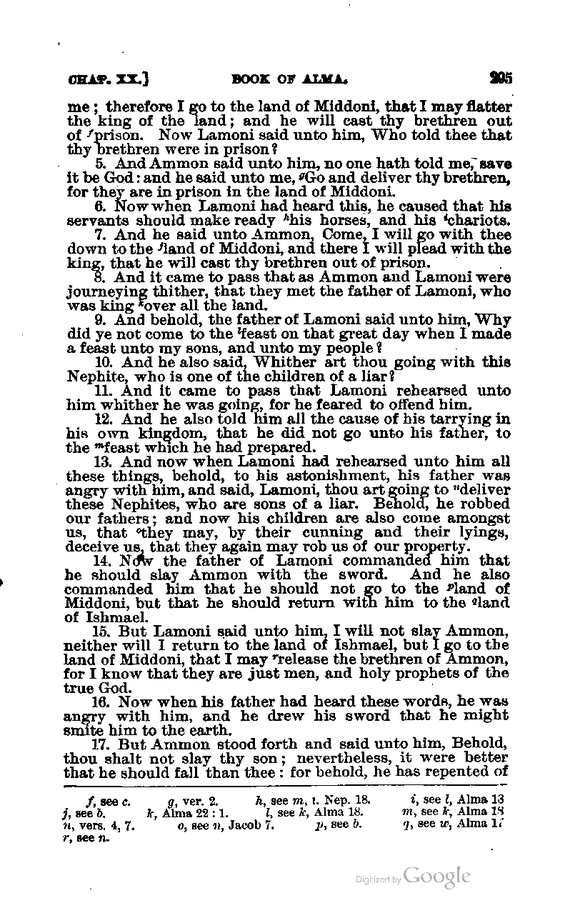 CHAP. XX.] BOOK OF ALMA. 295
me; therefore I go to the land of Middoni, that I may flatter
the king of the land; and he will cast thy brethren out
of ᶠprison. Now Lamoni said unto him, Who told thee that
thy brethren were in prison?
5. And Ammon said unto him, no one hath told me, save
it be God: and he said unto me, ᵍGo and deliver thy brethren,
for they are in prison in the land of Middoni.
6. Now when Lamoni had heard this, he caused that his
servants should make ready ʰhis horses, and his ⁱchariots.
7. And he said unto Ammon, Come, I will go with thee
down to the ʲland of Middoni, and there I will plead with the
king, that he will cast thy brethren out of prison.
8. And it came to pass that as Ammon and Lamoni were
journeying thither, that they met the father of Lamoni, who
was king ᵏover all the land.
9. And behold, the father of Lamoni said unto him, Why
did ye not come to the ˡfeast on that great day when I made
a feast unto my sons, and unto my people?
10. And he also said, Whither art thou going with this
Nephite, who is one of the children of a liar?
11. And it came to pass that Lamoni rehearsed unto
him whither he was going, for he feared to offend him.
12. And he also told him all the cause of his tarrying in
his own kingdom, that he did not go unto his father, to
the ᵐfeast which he had prepared.
13. And now when Lamoni had rehearsed unto him all
these things, behold, to his astonishment, his father was
angry with him, and said, Lamoni, thou art going to ⁿdeliver
these Nephites, who are sons of a liar. Behold, he robbed
our fathers; and now his children are also come amongst
us, that ᵒthey may, by their cunning and their lyings,
deceive us, that they again may rob us of our property.
14. Now the father of Lamoni commanded him that
he should slay Ammon with the sword. And he also
commanded him that he should not go to the ᵖland of
Middoni, but that he should return with him to the 𐞥land
of Ishmael.
15. But Lamoni said unto him, I will not slay Ammon,
neither will I return to the land of Ishmael, but I go to the
land of Middoni, that I may ʳrelease the brethren of Ammon,
for I know that they are just men, and holy prophets of the
true God.
16. Now when his father had heard these words, he was
angry with him, and he drew his sword that he might
smite him to the earth.
17. But Ammon stood forth and said unto him, Behold,
thou shalt not slay thy son; nevertheless, it were better
that he should fall than thee: for behold, he has repented of
f, see c. g, ver. 2. h, see m, 1. Nep. 18. i, see l, Alma 18
j, see b. k, Alma 22:1. l, see k, Alma 18. m, see k, Alma 18
n, vers. 4, 7. o, see n, Jacob 7. p, see b. q, see w, Alma 17
r, see n.
Digitized by Google